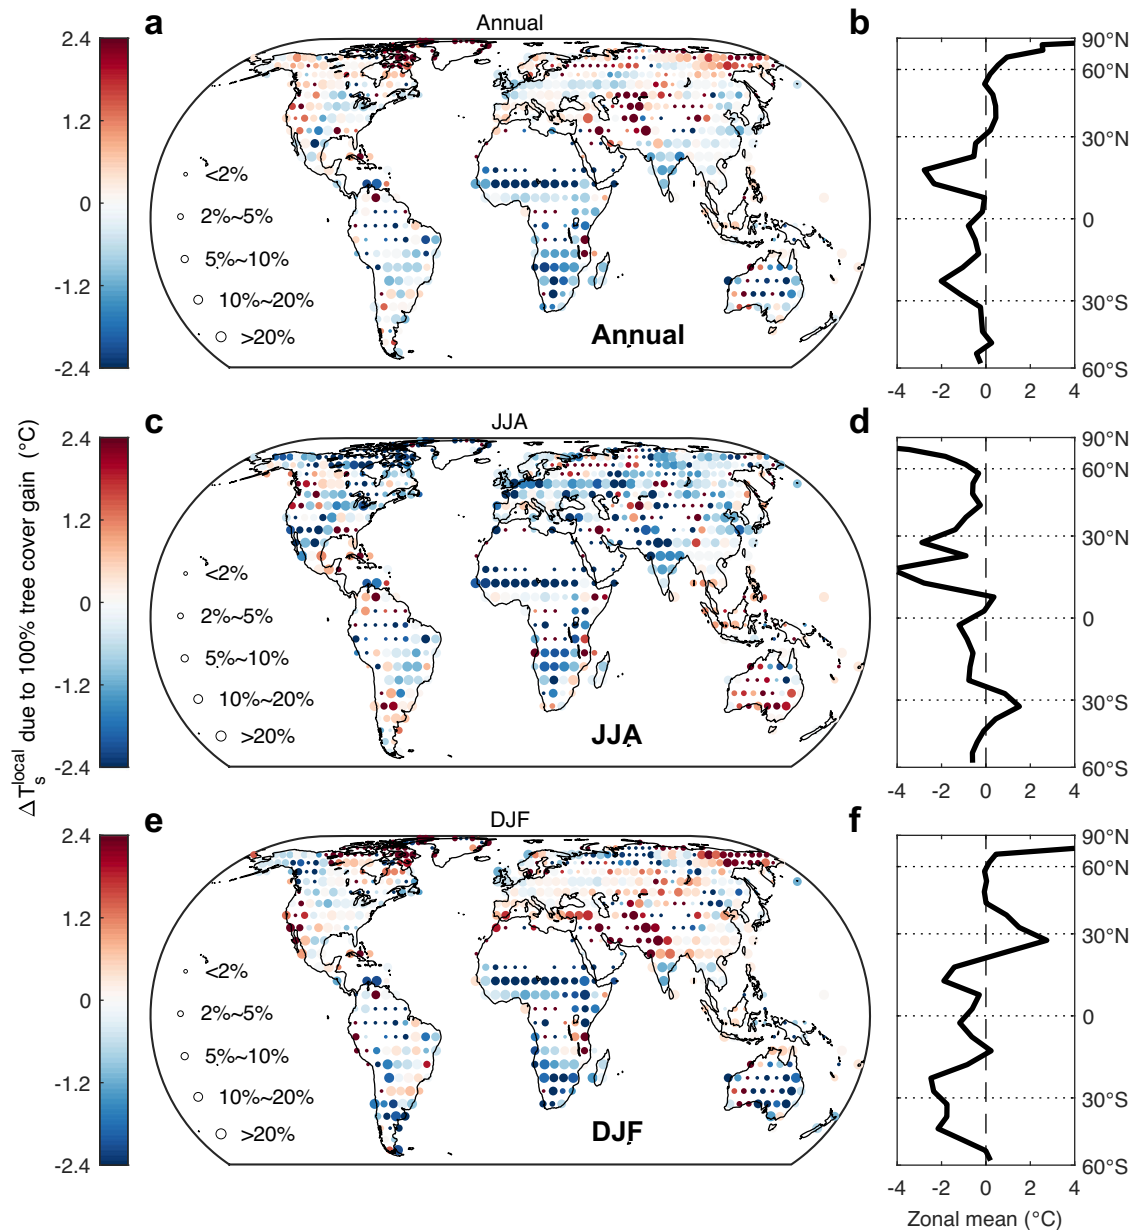 a
Annual
b
2.4
1.2
0
-1.2
-2.4
<2%
2%~5%
5%~10%
10%~20%
>20%
Annual
90°N
60°N
30°N
0
30°S
60°S
-4 -2 0 2 4
c
JJA
d
2.4
1.2
0
-1.2
-2.4
<2%
2%~5%
5%~10%
10%~20%
>20%
JJA
90°N
60°N
30°N
0
30°S
60°S
-4 -2 0 2 4
ΔT_s^local due to 100% tree cover gain (°C)
e
DJF
f
2.4
1.2
0
-1.2
-2.4
<2%
2%~5%
5%~10%
10%~20%
>20%
DJF
90°N
60°N
30°N
0
30°S
60°S
-4 -2 0 2 4
Zonal mean (°C)